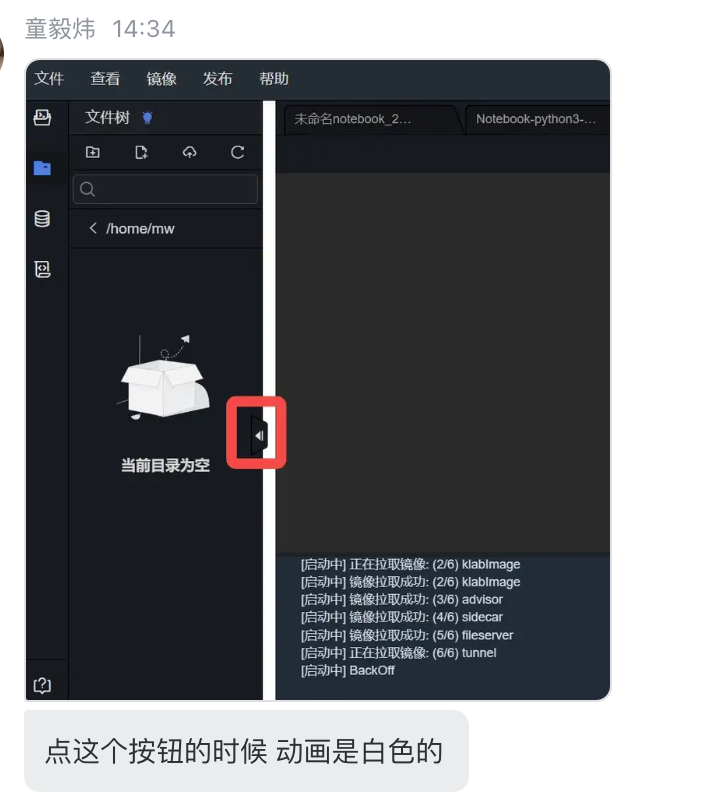 童毅炜 14:34
文件 查看 镜像 发布 帮助
文件树
未命名notebook_2... Notebook-python3-...
/home/mw
当前目录为空
[启动中] 正在拉取镜像: (2/6) klabImage
[启动中] 镜像拉取成功: (2/6) klabImage
[启动中] 镜像拉取成功: (3/6) advisor
[启动中] 镜像拉取成功: (4/6) sidecar
[启动中] 镜像拉取成功: (5/6) fileserver
[启动中] 正在拉取镜像: (6/6) tunnel
[启动中] BackOff
点这个按钮的时候 动画是白色的